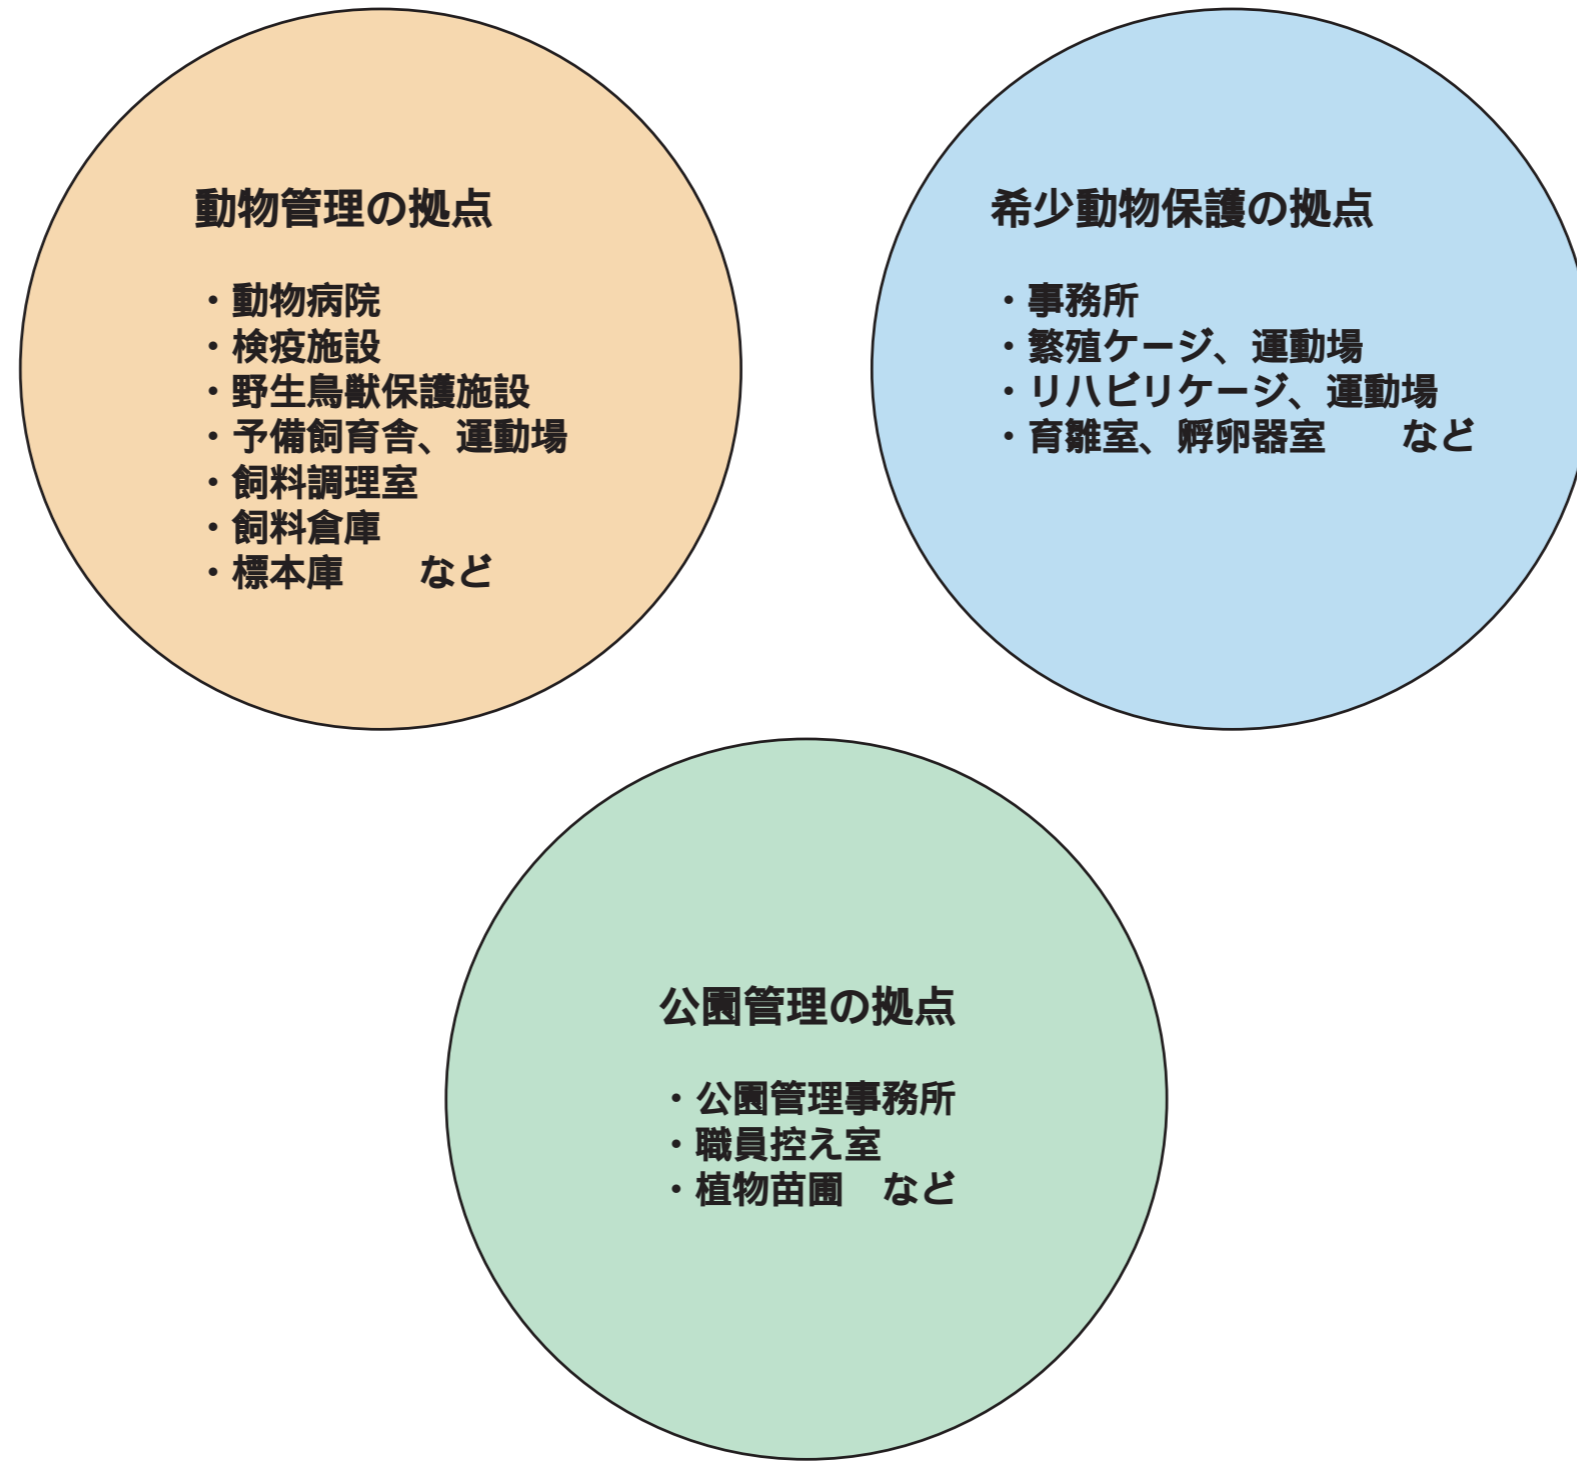 動物管理の拠点
・動物病院
・検疫施設
・野生鳥獣保護施設
・予備飼育舎、運動場
・飼料調理室
・飼料倉庫
・標本庫　　など
希少動物保護の拠点
・事務所
・繁殖ケージ、運動場
・リハビリケージ、運動場
・育雛室、孵卵器室　　など
公園管理の拠点
・公園管理事務所
・職員控え室
・植物苗圃　など